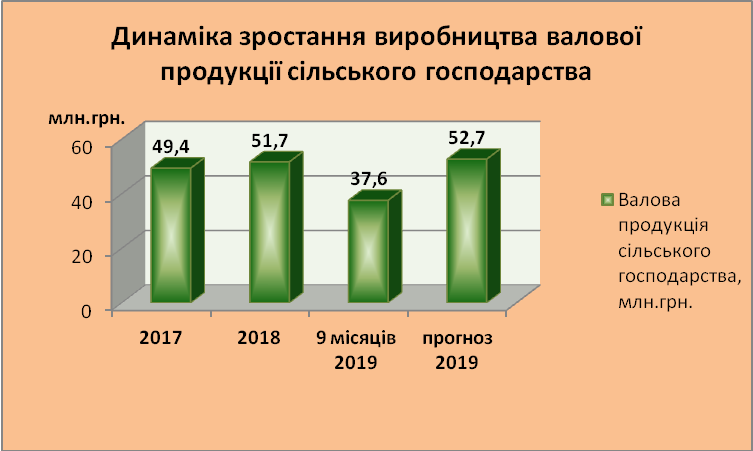 Динаміка зростання виробництва валової
продукції сільського господарства
млн.грн.
60
40
20
0
49,4
51,7
37,6
52,7
2017
2018
9 місяців
2019
прогноз
2019
Валова
продукція
сільського
господарства,
млн.грн.